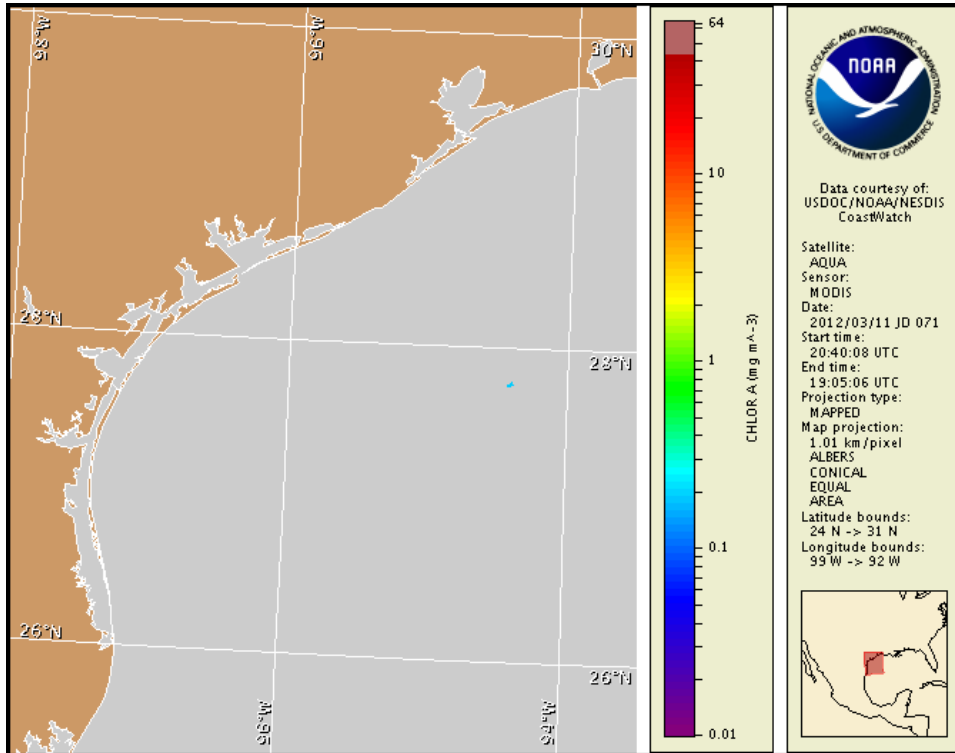 98°W
96°W
30°N
28°N
28°N
26°N
26°N
96°W
94°W
64
10
1
0.1
0.01
CHLOR A (mg m^-3)
NATIONAL OCEANIC AND ATMOSPHERIC ADMINISTRATION
NOAA
U.S. DEPARTMENT OF COMMERCE
Data courtesy of:
USDOC/NOAA/NESDIS
CoastWatch
Satellite:
AQUA
Sensor:
MODIS
Date:
2012/03/11 JD 071
Start time:
20:40:08 UTC
End time:
19:05:06 UTC
Projection type:
MAPPED
Map projection:
1.01 km/pixel
ALBERS
CONICAL
EQUAL
AREA
Latitude bounds:
24 N -> 31 N
Longitude bounds:
99 W -> 92 W